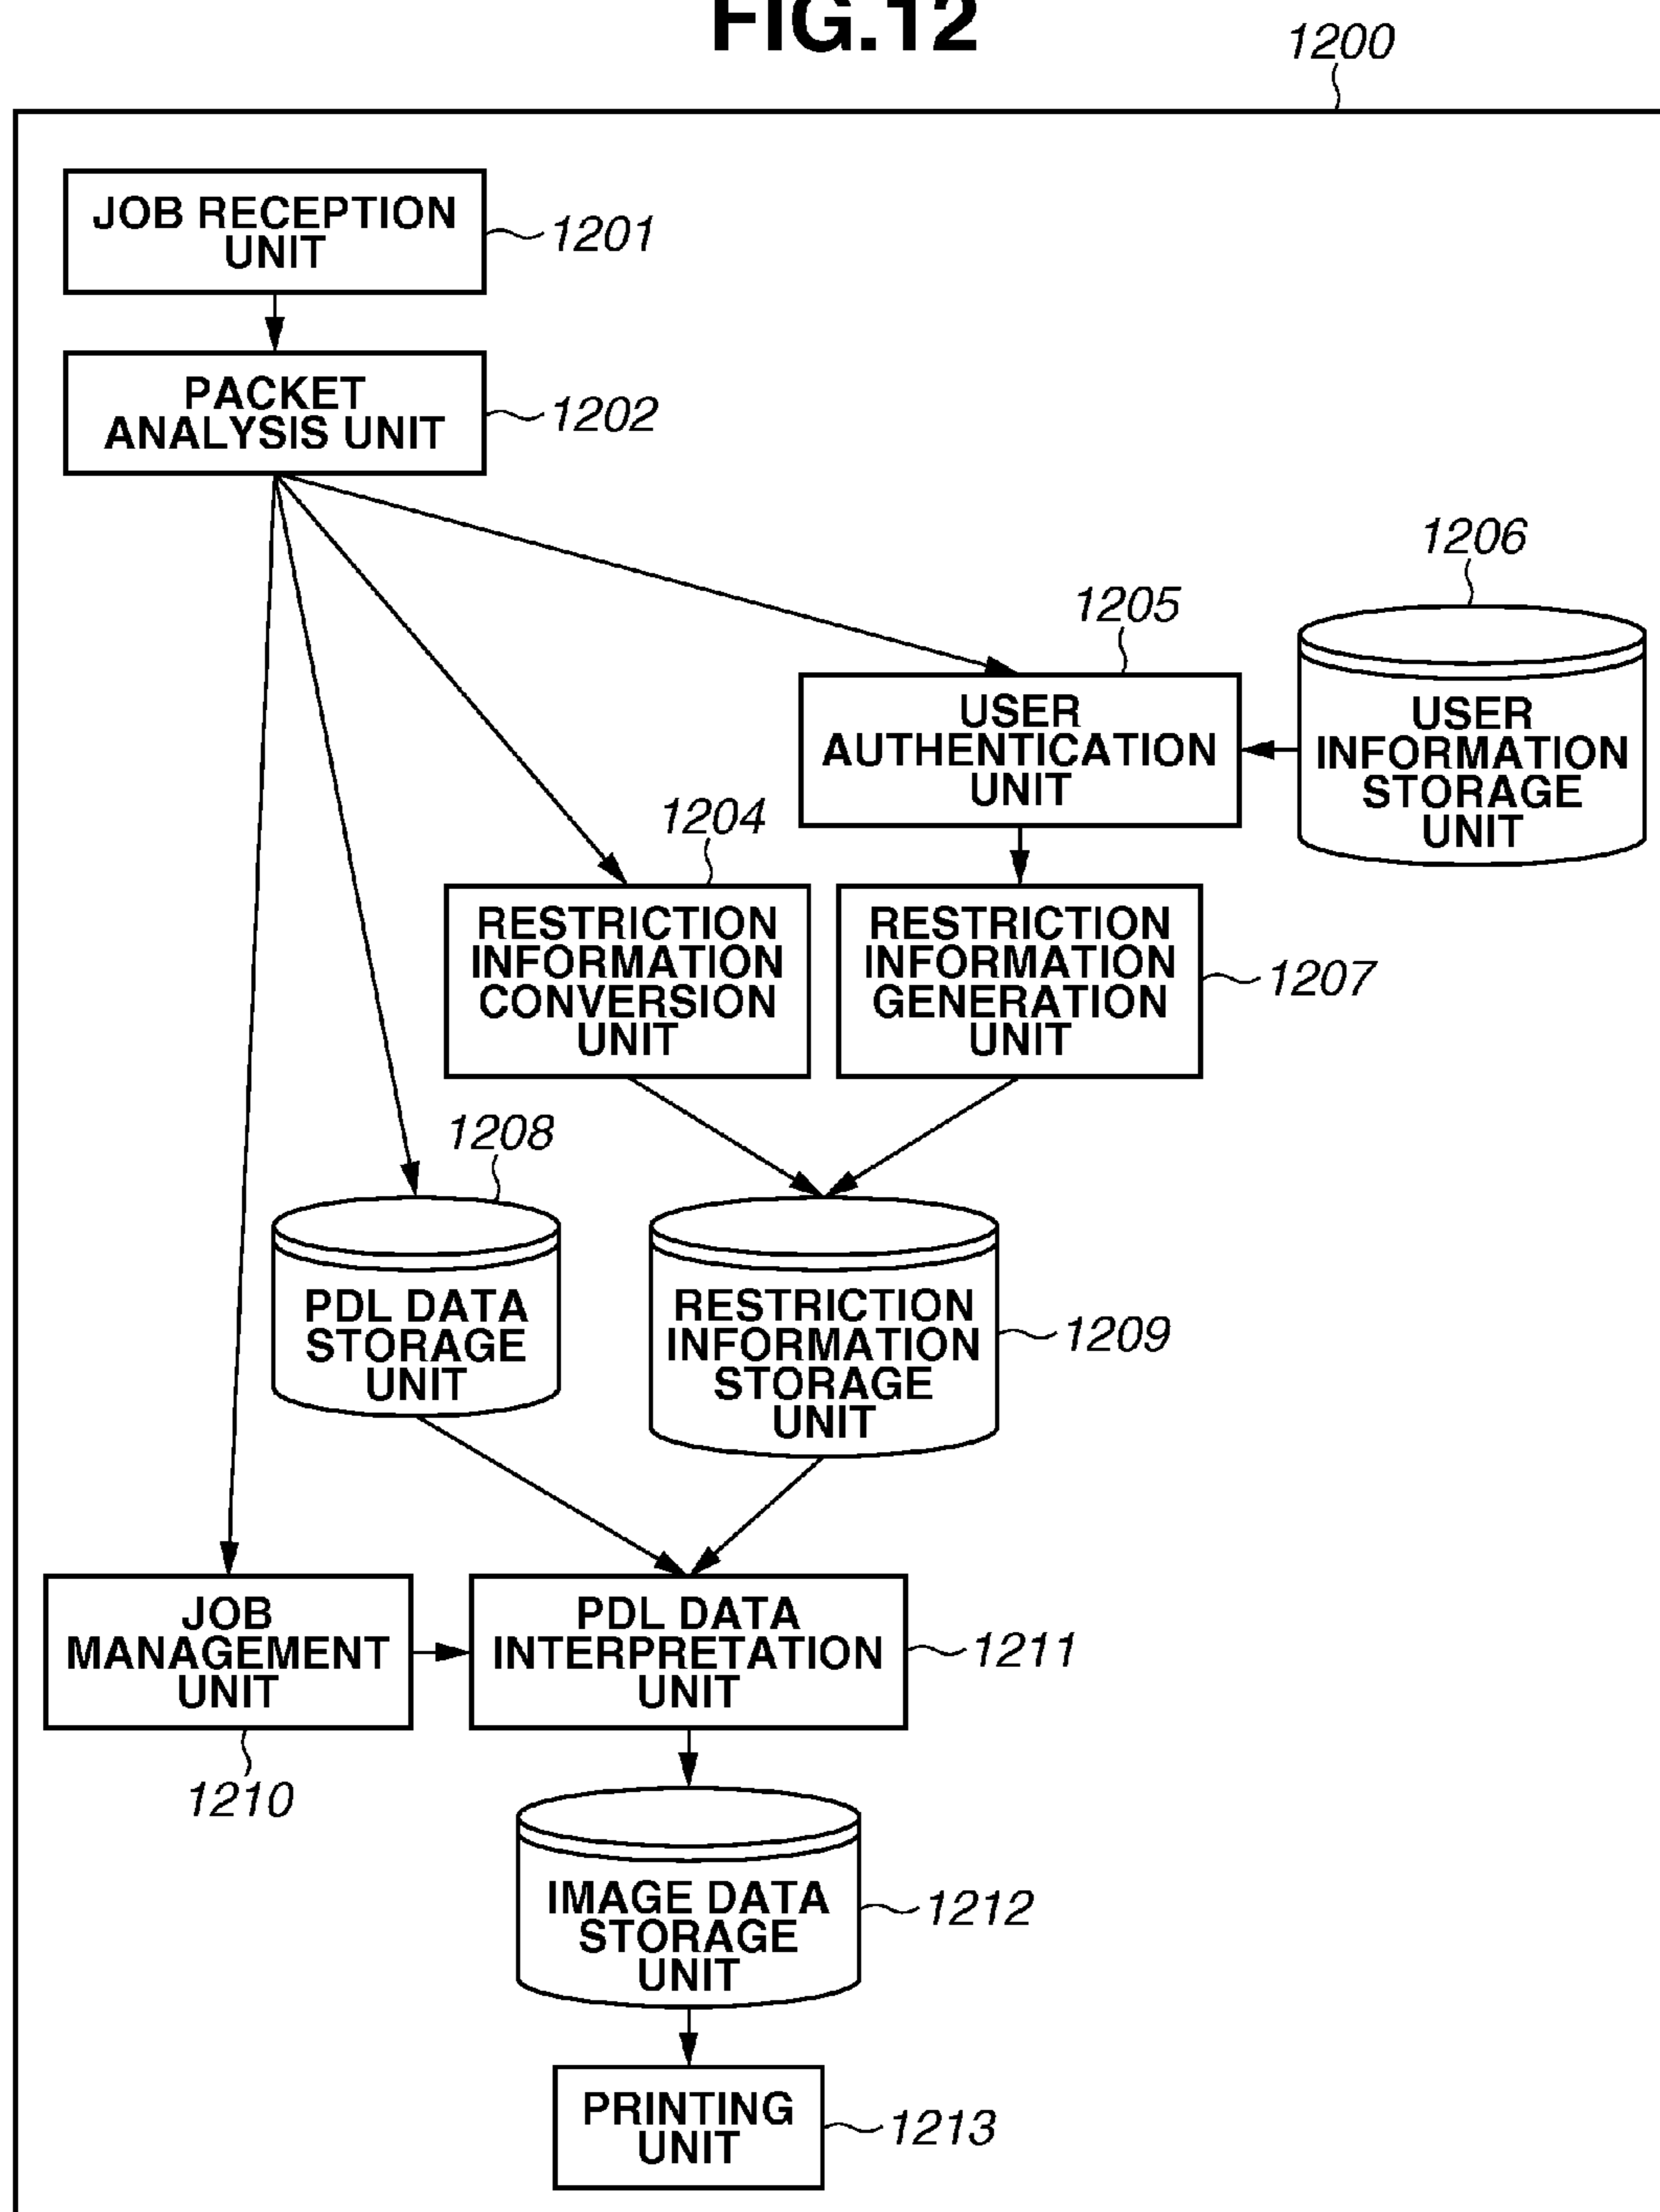 FIG.12
1200
JOB RECEPTION
UNIT
1201
PACKET
ANALYSIS UNIT
1202
1206
1205
USER
AUTHENTICATION
UNIT
USER
INFORMATION
STORAGE
UNIT
1204
RESTRICTION
INFORMATION
CONVERSION
UNIT
RESTRICTION
INFORMATION
GENERATION
UNIT
1207
1208
PDL DATA
STORAGE
UNIT
RESTRICTION
INFORMATION
STORAGE
UNIT
1209
JOB
MANAGEMENT
UNIT
PDL DATA
INTERPRETATION
UNIT
1211
1210
IMAGE DATA
STORAGE
UNIT
1212
PRINTING
UNIT
1213